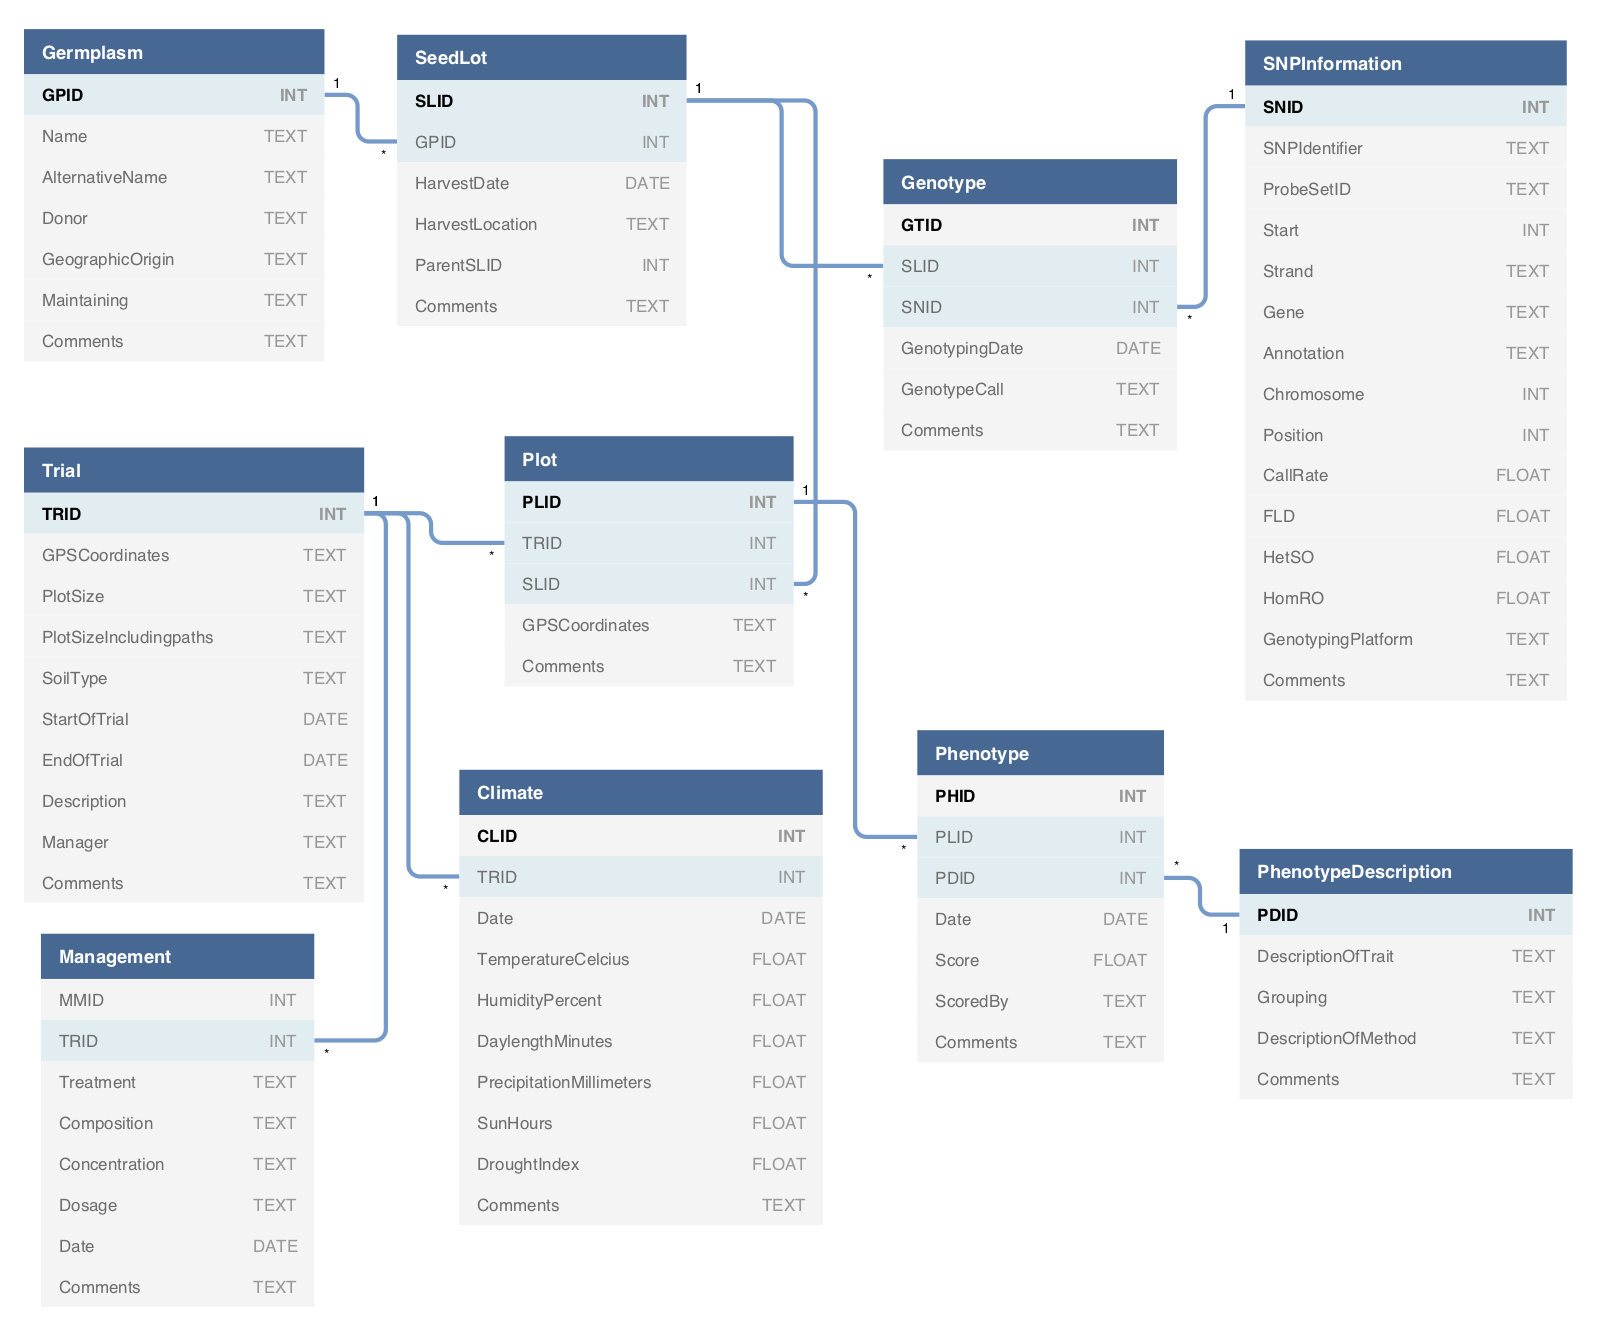 Germplasm
GPID INT
Name TEXT
AlternativeName TEXT
Donor TEXT
GeographicOrigin TEXT
Maintaining TEXT
Comments TEXT
1
*
SeedLot
SLID INT
GPID INT
HarvestDate DATE
HarvestLocation TEXT
ParentSLID INT
Comments TEXT
1
*
Genotype
GTID INT
SLID INT
SNID INT
GenotypingDate DATE
GenotypeCall TEXT
Comments TEXT
*
1
SNPInformation
SNID INT
SNPIdentifier TEXT
ProbeSetID TEXT
Start INT
Strand TEXT
Gene TEXT
Annotation TEXT
Chromosome INT
Position INT
CallRate FLOAT
FLD FLOAT
HetSO FLOAT
HomRO FLOAT
GenotypingPlatform TEXT
Comments TEXT
Trial
TRID INT
GPSCoordinates TEXT
PlotSize TEXT
PlotSizeIncludingpaths TEXT
SoilType TEXT
StartOfTrial DATE
EndOfTrial DATE
Description TEXT
Manager TEXT
Comments TEXT
1
*
Plot
PLID INT
TRID INT
SLID INT
GPSCoordinates TEXT
Comments TEXT
1
*
Management
MMID INT
TRID INT
Treatment TEXT
Composition TEXT
Concentration TEXT
Dosage TEXT
Date DATE
Comments TEXT
*
*
Climate
CLID INT
TRID INT
Date DATE
TemperatureCelcius FLOAT
HumidityPercent FLOAT
DaylengthMinutes FLOAT
PrecipitationMillimeters FLOAT
SunHours FLOAT
DroughtIndex FLOAT
Comments TEXT
*
Phenotype
PHID INT
PLID INT
PDID INT
Date DATE
Score FLOAT
ScoredBy TEXT
Comments TEXT
*
1
PhenotypeDescription
PDID INT
DescriptionOfTrait TEXT
Grouping TEXT
DescriptionOfMethod TEXT
Comments TEXT